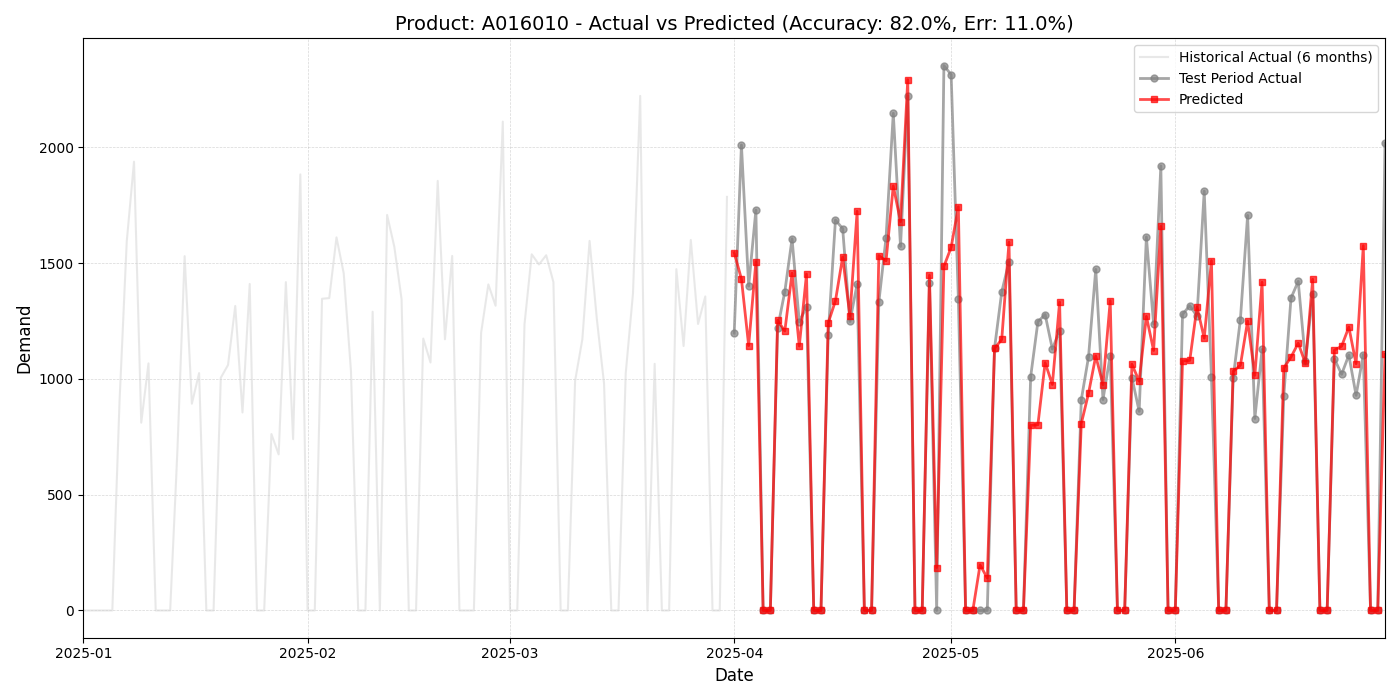 Product: A016010 - Actual vs Predicted (Accuracy: 82.0%, Err: 11.0%)
Historical Actual (6 months)
Test Period Actual
Predicted
Demand
2000
1500
1000
500
0
2025-01
2025-02
2025-03
2025-04
2025-05
2025-06
Date